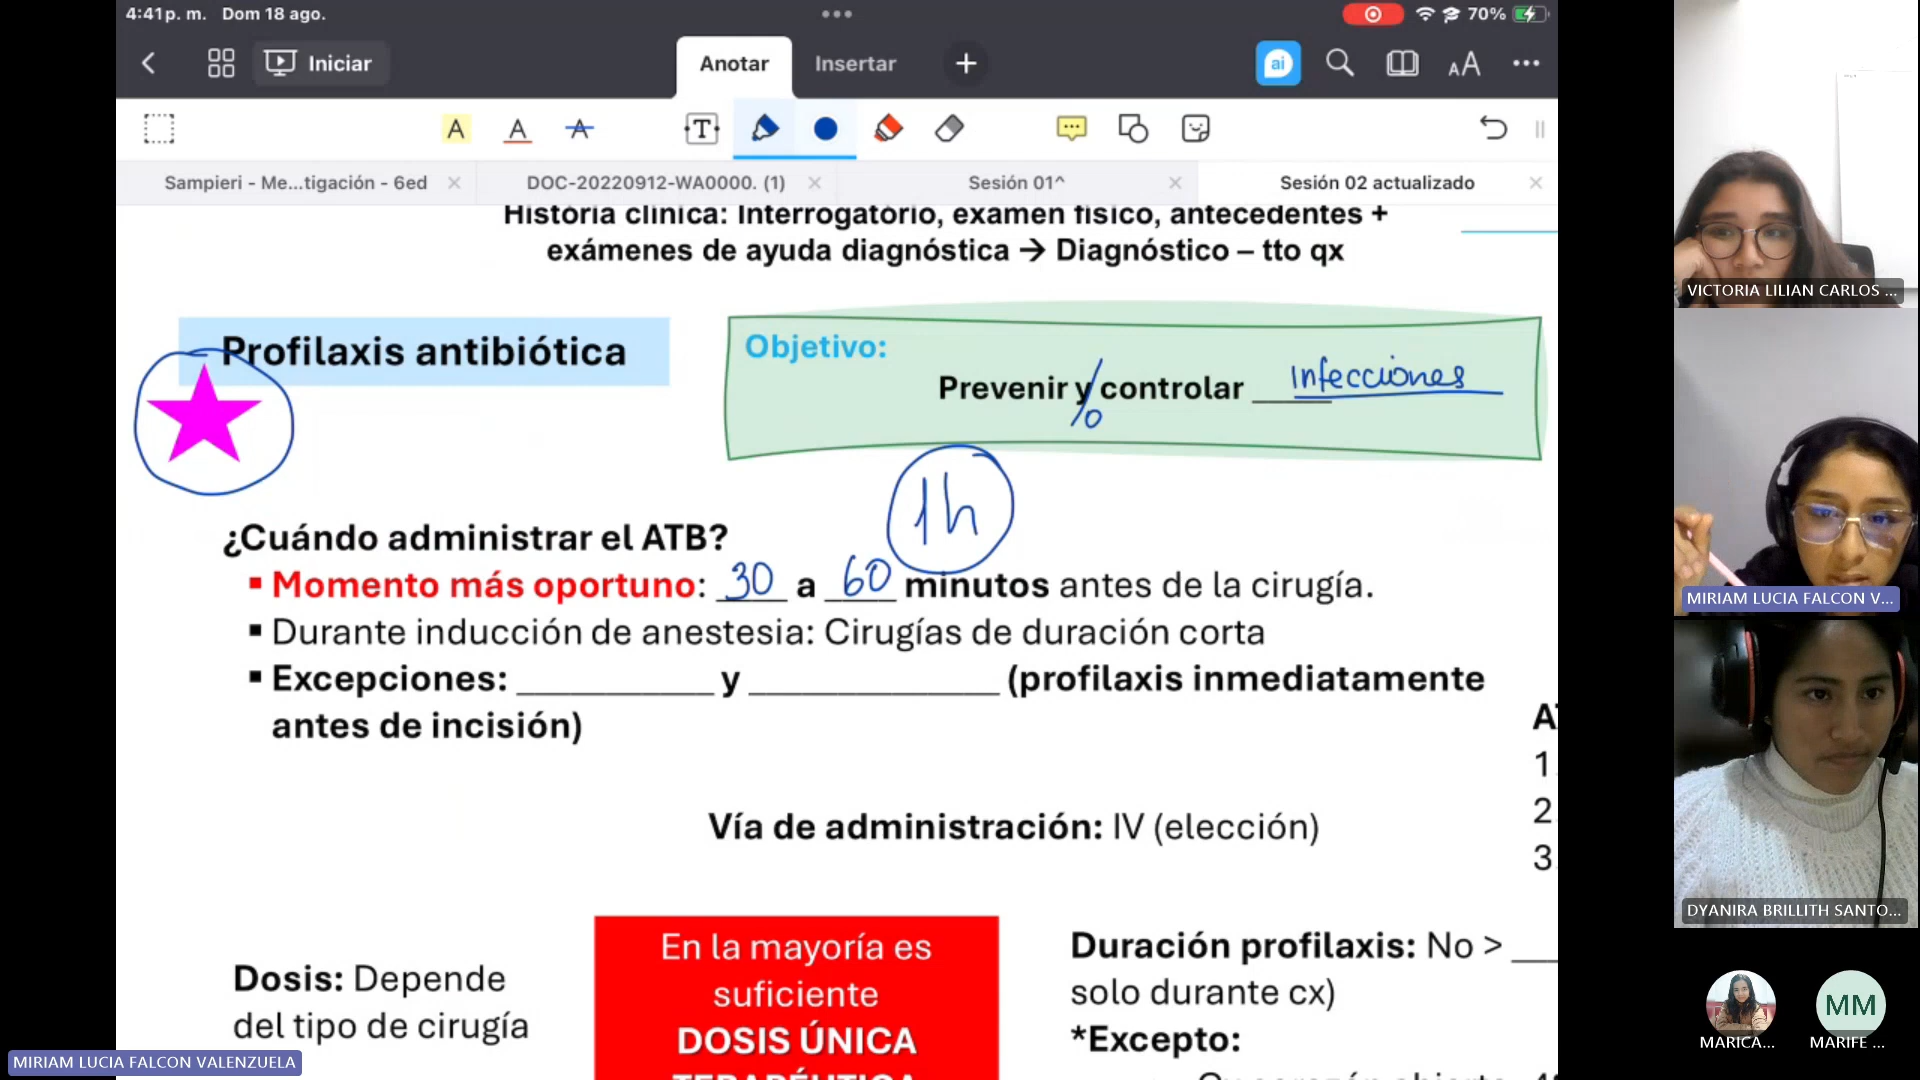 4:41p. m. Dom 18 ago.
70%
Iniciar
Anotar
Insertar
ai
AA
A A A T
Sampieri - Me...tigación - 6ed
DOC-20220912-WA0000. (1)
Sesión 01^
Sesión 02 actualizado
Historia clínica: Interrogatorio, examen físico, antecedentes +
exámenes de ayuda diagnóstica → Diagnóstico – tto qx
Profilaxis antibiótica
Objetivo:
Prevenir y/o controlar infecciones
1h
¿Cuándo administrar el ATB?
▪ Momento más oportuno: 30 a 60 minutos antes de la cirugía.
▪ Durante inducción de anestesia: Cirugías de duración corta
▪ Excepciones: ___________ y ______________ (profilaxis inmediatamente
antes de incisión)
1
2
3
Vía de administración: IV (elección)
Dosis: Depende
del tipo de cirugía
En la mayoría es
suficiente
DOSIS ÚNICA
TERAPÉUTICA
Duración profilaxis: No > ___
solo durante cx)
*Excepto:
VICTORIA LILIAN CARLOS ...
MIRIAM LUCIA FALCON V...
DYANIRA BRILLITH SANTO...
MM
MARICA...
MARIFE ...
MIRIAM LUCIA FALCON VALENZUELA